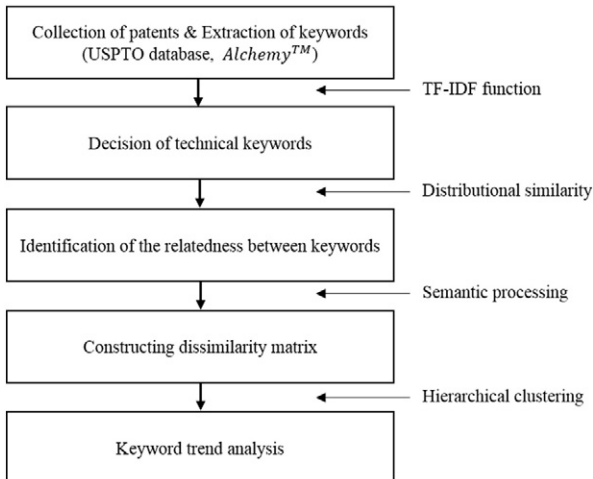 Collection of patents & Extraction of keywords
(USPTO database, Alchemy™)
TF-IDF function
Decision of technical keywords
Distributional similarity
Identification of the relatedness between keywords
Semantic processing
Constructing dissimilarity matrix
Hierarchical clustering
Keyword trend analysis